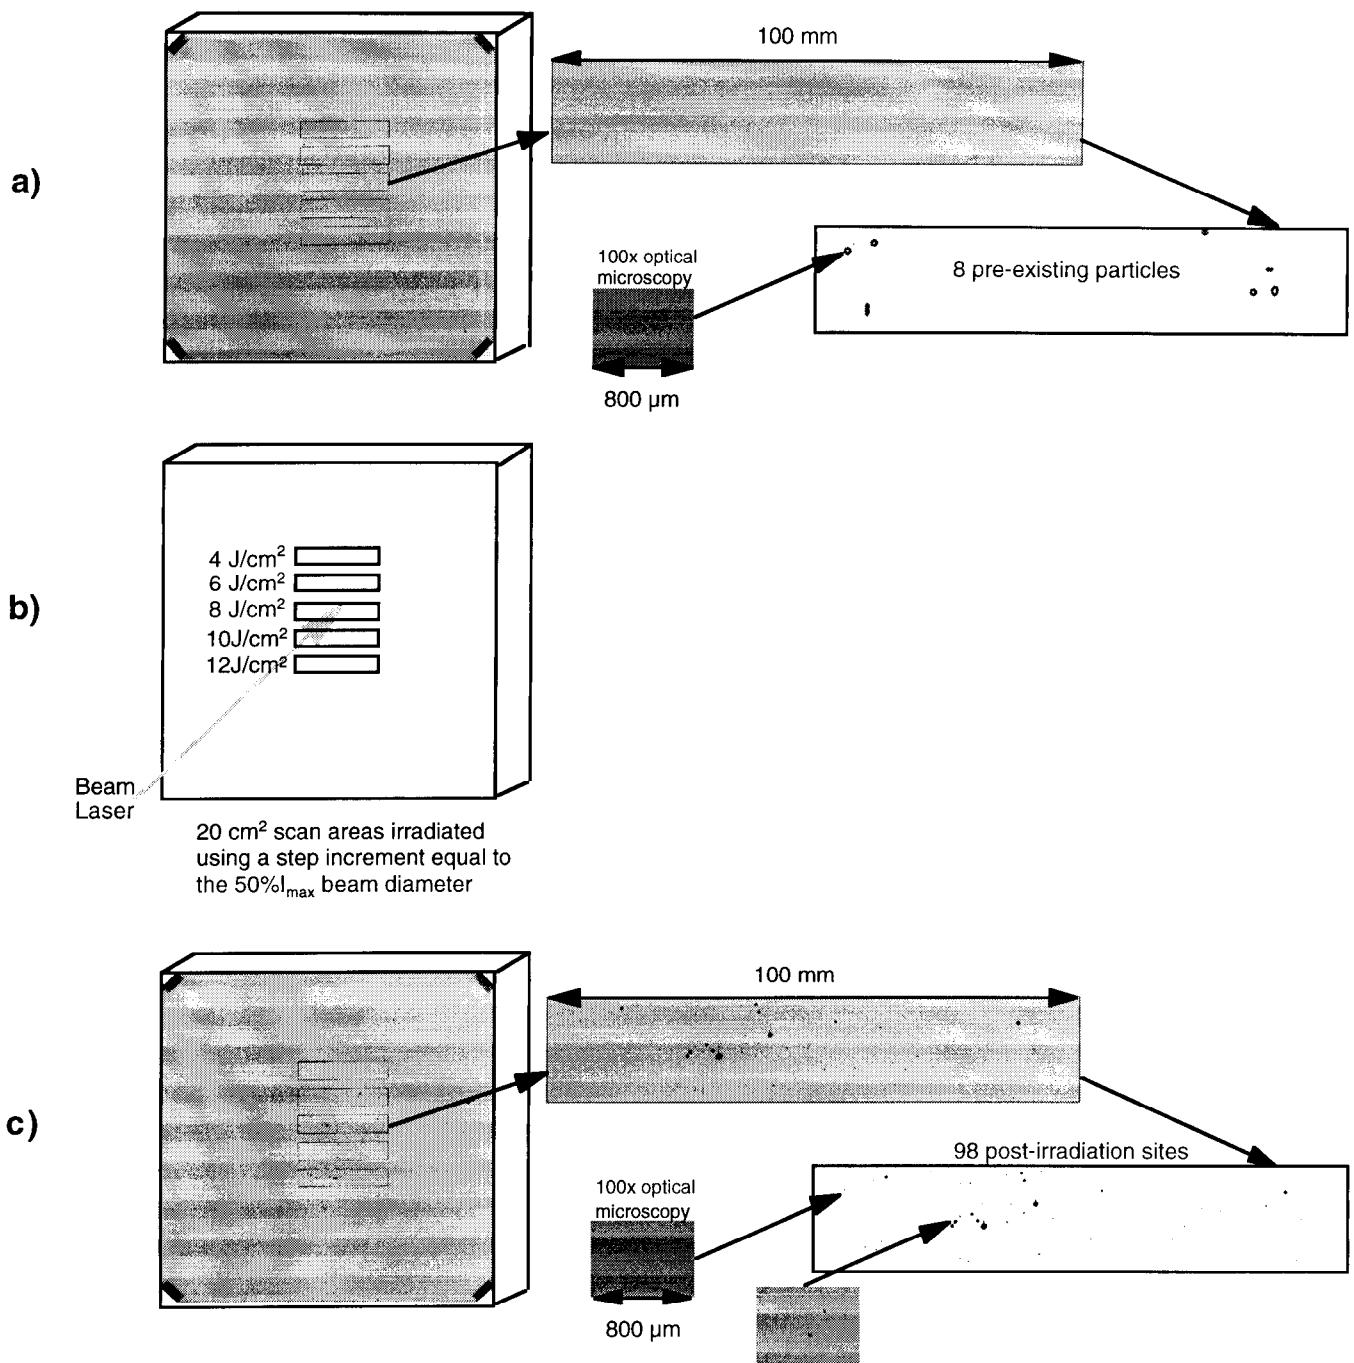 a)
100 mm
100x optical
microscopy
8 pre-existing particles
800 µm
b)
4 J/cm²
6 J/cm²
8 J/cm²
10J/cm²
12J/cm²
Beam
Laser
20 cm² scan areas irradiated
using a step increment equal to
the 50%Imax beam diameter
c)
100 mm
98 post-irradiation sites
100x optical
microscopy
800 µm